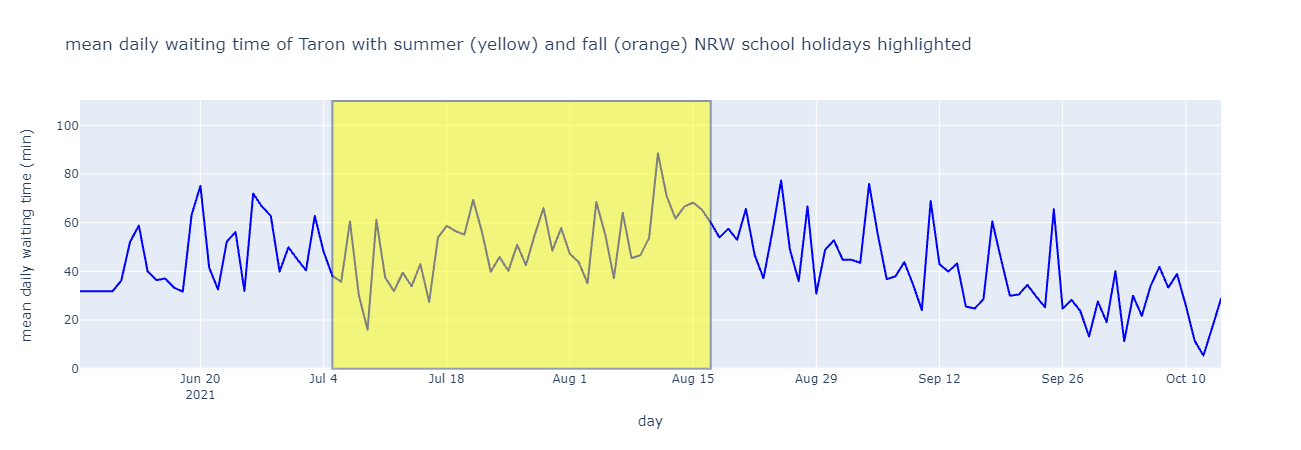 mean daily waiting time of Taron with summer (yellow) and fall (orange) NRW school holidays highlighted
mean daily waiting time (min)
100
80
60
40
20
0
Jun 20
2021
Jul 4
Jul 18
Aug 1
Aug 15
Aug 29
Sep 12
Sep 26
Oct 10
day